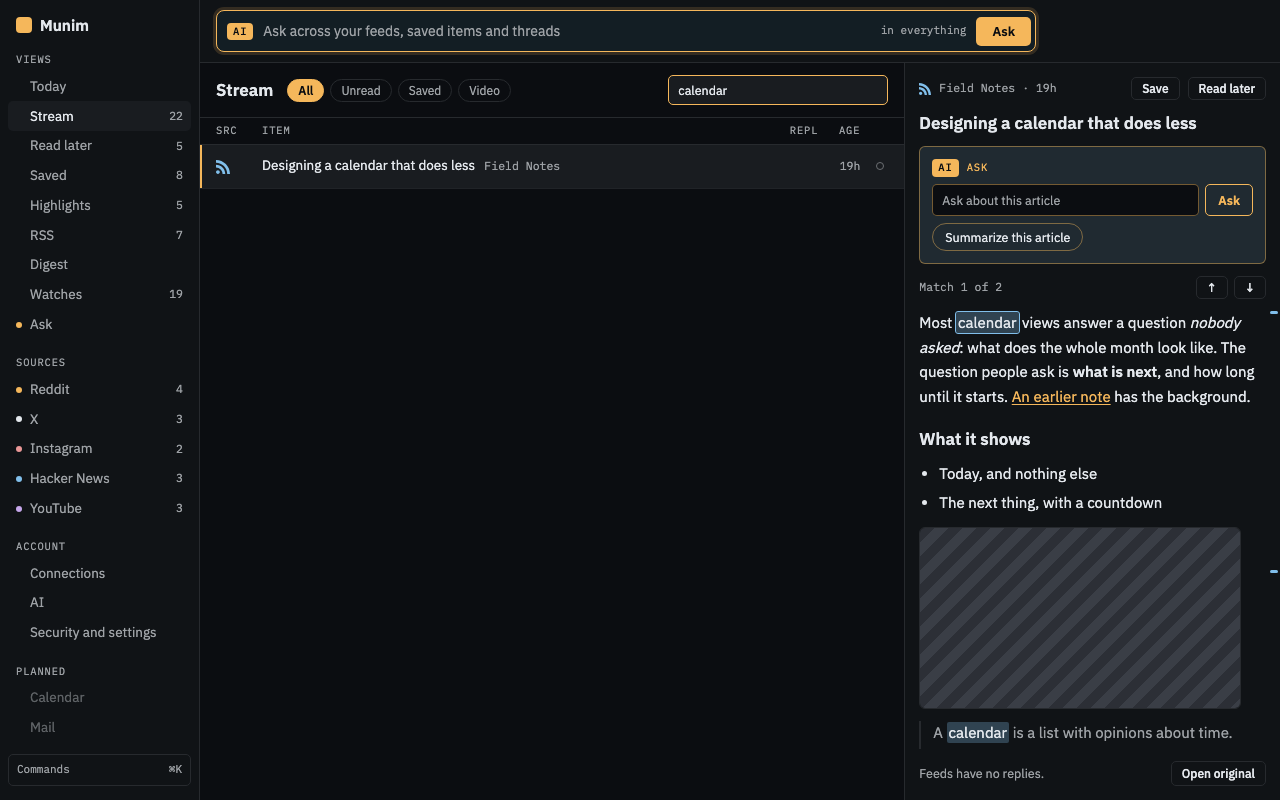 Munim
VIEWS
Today
Stream 22
Read later 5
Saved 8
Highlights 5
RSS 7
Digest
Watches 19
Ask
SOURCES
Reddit 4
X 3
Instagram 2
Hacker News 3
YouTube 3
ACCOUNT
Connections
AI
Security and settings
PLANNED
Calendar
Mail
Commands ⌘K
AI Ask across your feeds, saved items and threads in everything Ask
Stream All Unread Saved Video calendar
SRC ITEM REPL AGE
Designing a calendar that does less Field Notes 19h
Field Notes · 19h Save Read later
Designing a calendar that does less
AI ASK
Ask about this article Ask
Summarize this article
Match 1 of 2 ↑ ↓
Most calendar views answer a question nobody
asked: what does the whole month look like. The
question people ask is what is next, and how long
until it starts. An earlier note has the background.
What it shows
• Today, and nothing else
• The next thing, with a countdown
A calendar is a list with opinions about time.
Feeds have no replies. Open original